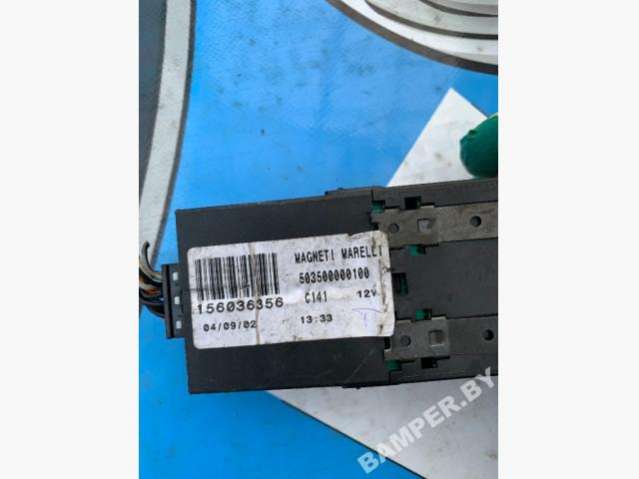 MAGNETI MARELLI
503500000100
156036356
C141 12V
04/09/02 13:33
BAMPER.BY